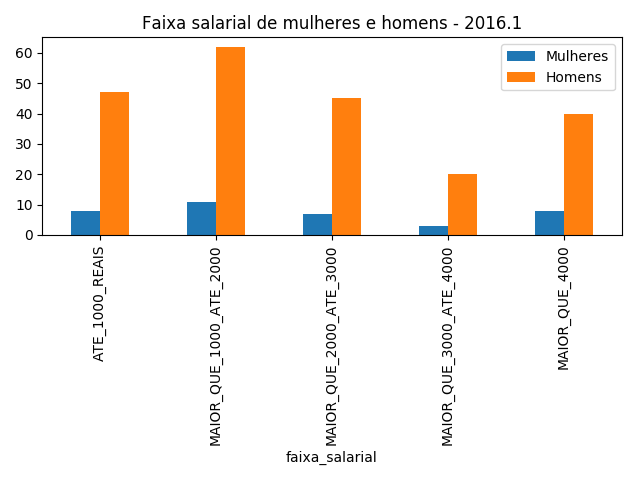 Faixa salarial de mulheres e homens - 2016.1
Mulheres
Homens
60
50
40
30
20
10
0
ATE_1000_REAIS
MAIOR_QUE_1000_ATE_2000
MAIOR_QUE_2000_ATE_3000
MAIOR_QUE_3000_ATE_4000
MAIOR_QUE_4000
faixa_salarial